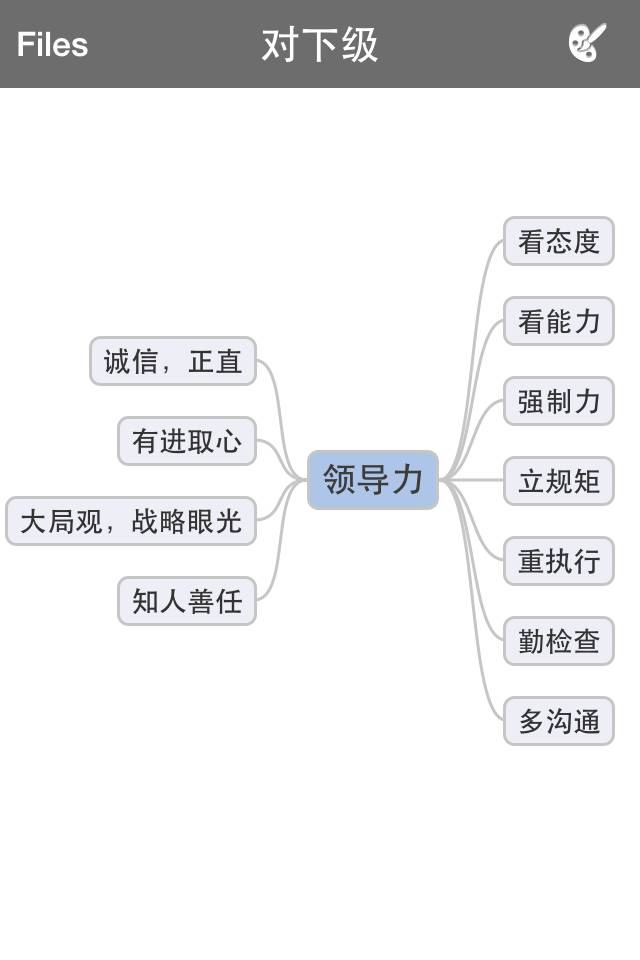 Files
对下级
诚信，正直
有进取心
大局观，战略眼光
知人善任
领导力
看态度
看能力
强制力
立规矩
重执行
勤检查
多沟通